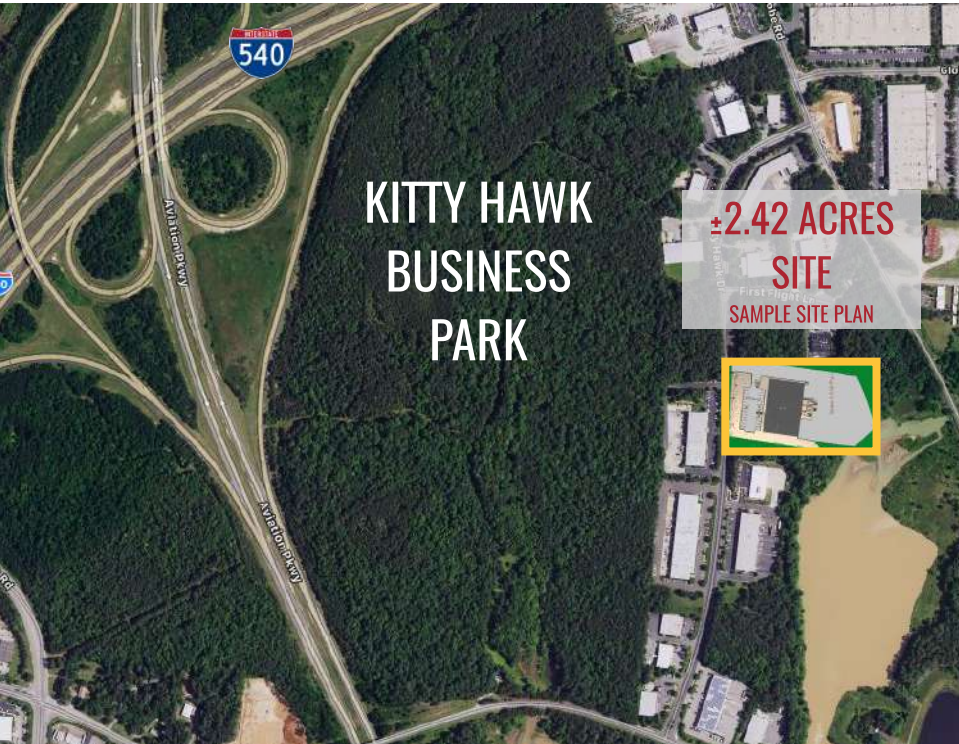 INTERSTATE
540
KITTY HAWK
BUSINESS
PARK
±2.42 ACRES
SITE
SAMPLE SITE PLAN
First Flight
Aviation Pkwy
Aviation Pkwy
Rd